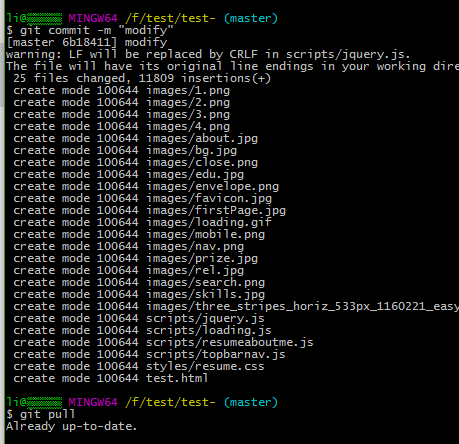 li@ MINGW64 /f/test/test- (master)
$ git commit -m "modify"
[master 6b18411] modify
warning: LF will be replaced by CRLF in scripts/jquery.js.
The file will have its original line endings in your working dire
 25 files changed, 11809 insertions(+)
 create mode 100644 images/1.png
 create mode 100644 images/2.png
 create mode 100644 images/3.png
 create mode 100644 images/4.png
 create mode 100644 images/about.jpg
 create mode 100644 images/bg.jpg
 create mode 100644 images/close.png
 create mode 100644 images/edu.jpg
 create mode 100644 images/envelope.png
 create mode 100644 images/favicon.jpg
 create mode 100644 images/firstPage.jpg
 create mode 100644 images/loading.gif
 create mode 100644 images/mobile.png
 create mode 100644 images/nav.png
 create mode 100644 images/prize.jpg
 create mode 100644 images/rel.jpg
 create mode 100644 images/search.png
 create mode 100644 images/skills.jpg
 create mode 100644 images/three_stripes_horiz_533px_1160221_easy
 create mode 100644 scripts/jquery.js
 create mode 100644 scripts/loading.js
 create mode 100644 scripts/resumeaboutme.js
 create mode 100644 scripts/topbarnav.js
 create mode 100644 styles/resume.css
 create mode 100644 test.html
li@ MINGW64 /f/test/test- (master)
$ git pull
Already up-to-date.